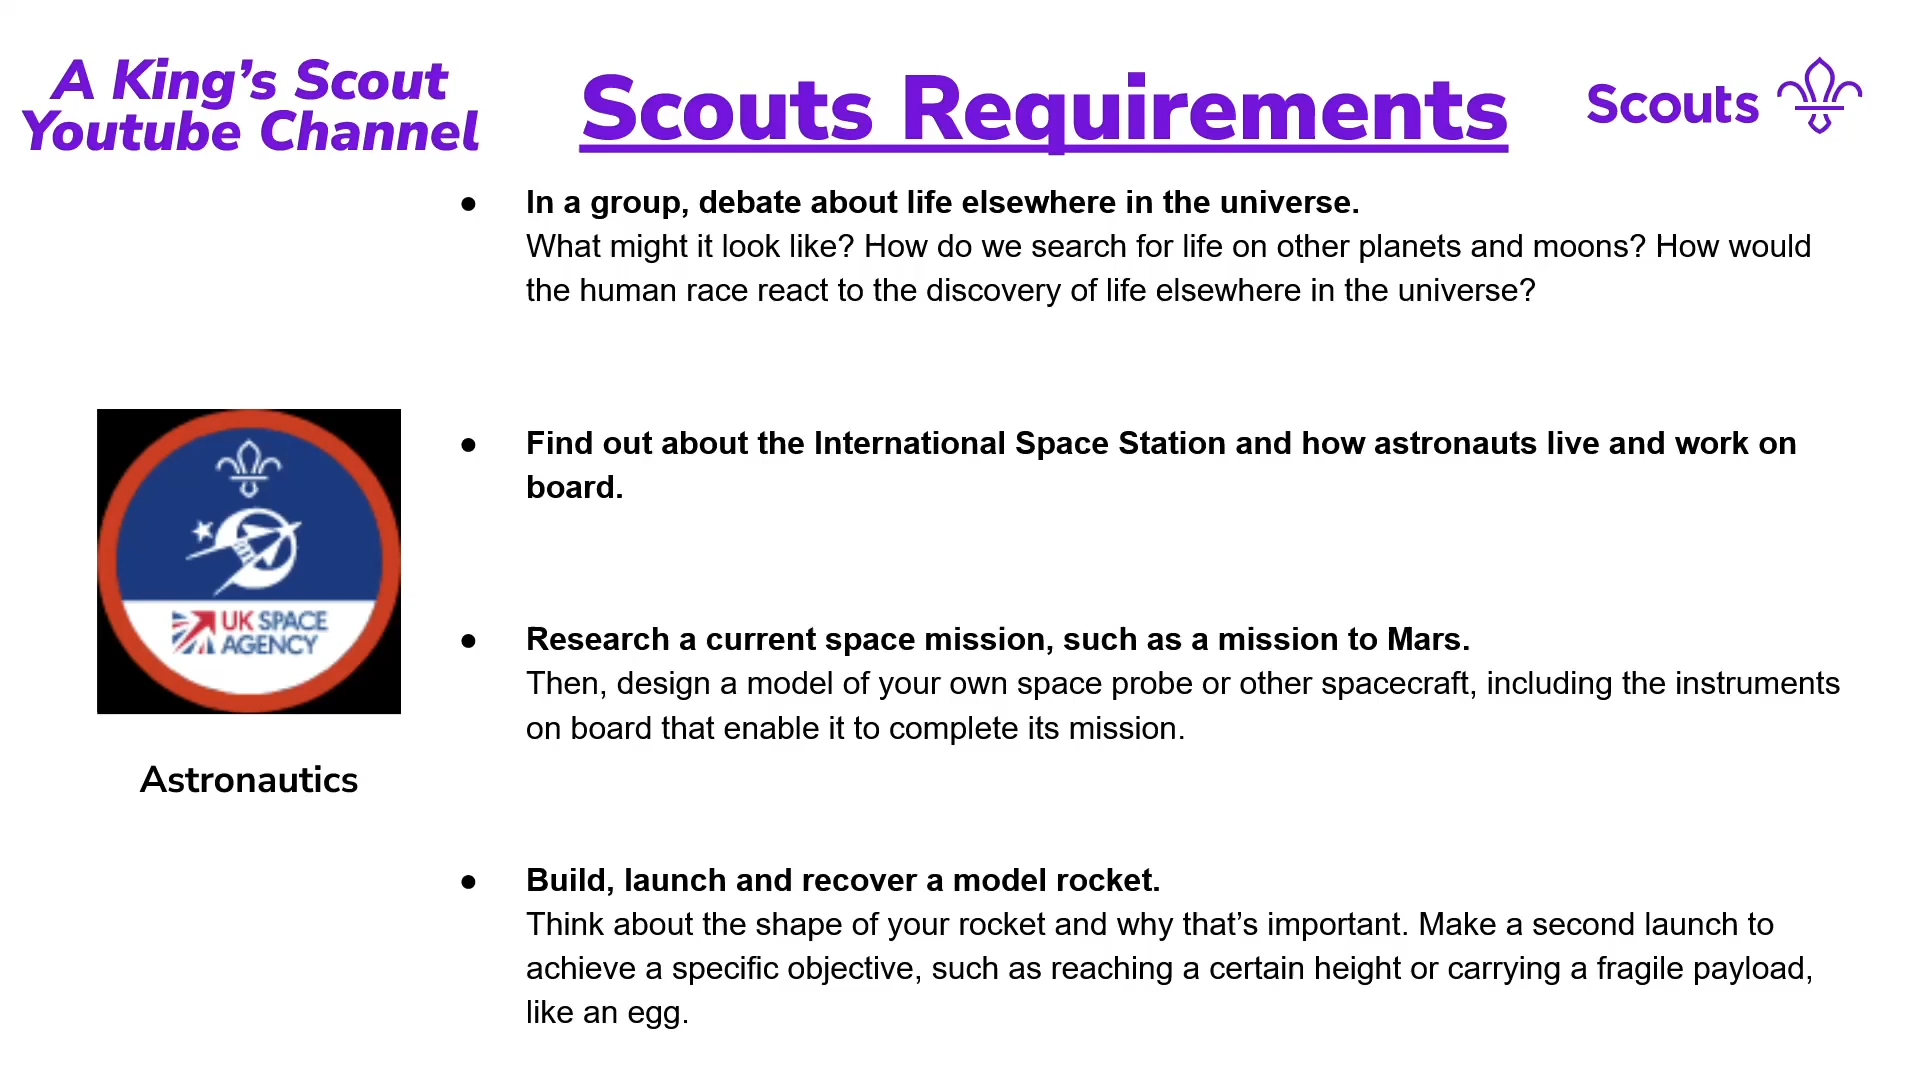 A King’s Scout
Youtube Channel
Scouts Requirements
Scouts
● In a group, debate about life elsewhere in the universe.
What might it look like? How do we search for life on other planets and moons? How would
the human race react to the discovery of life elsewhere in the universe?
● Find out about the International Space Station and how astronauts live and work on
board.
UK SPACE
AGENCY
Astronautics
● Research a current space mission, such as a mission to Mars.
Then, design a model of your own space probe or other spacecraft, including the instruments
on board that enable it to complete its mission.
● Build, launch and recover a model rocket.
Think about the shape of your rocket and why that’s important. Make a second launch to
achieve a specific objective, such as reaching a certain height or carrying a fragile payload,
like an egg.